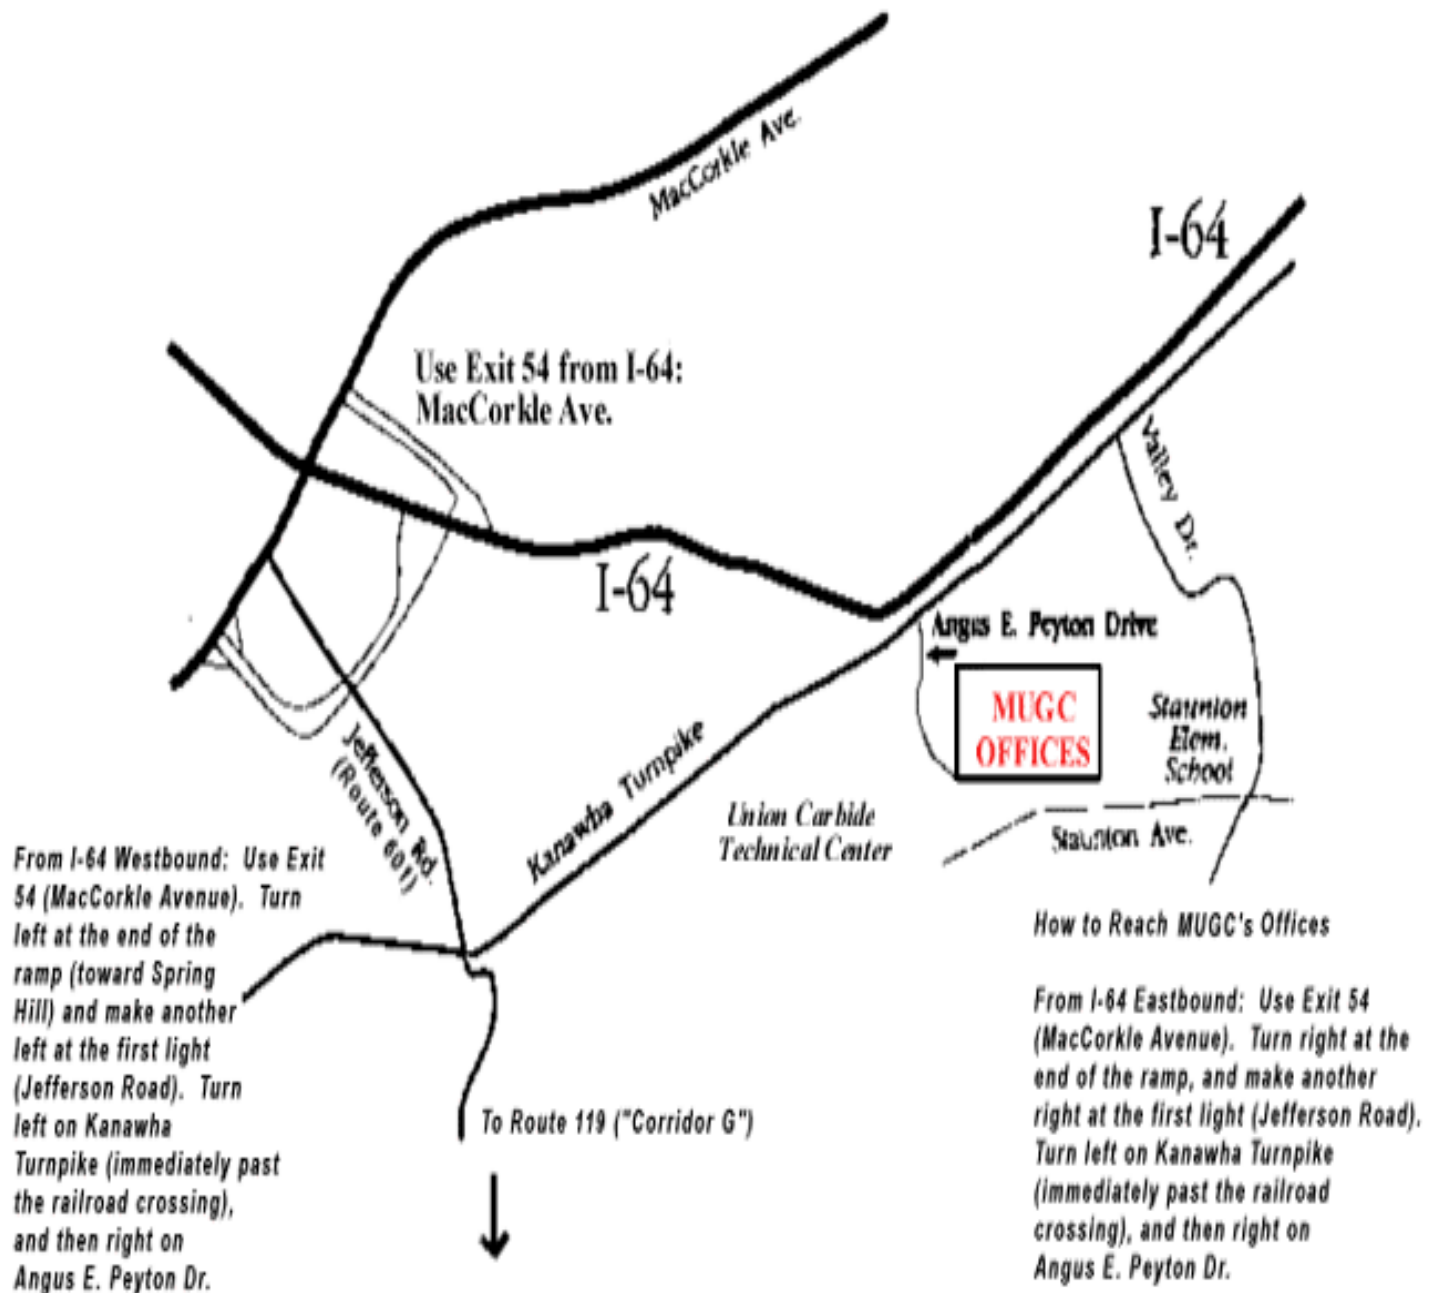 MacCorkle Ave.
I-64
Use Exit 54 from I-64:
MacCorkle Ave.
Valley Dr.
I-64
Angus E. Peyton Drive
MUGC
OFFICES
Staunton
Elem.
School
Jefferson Rd.
(Route 601)
Kanawha Turnpike
Union Carbide
Technical Center
Staunton Ave.
From I-64 Westbound: Use Exit
54 (MacCorkle Avenue). Turn
left at the end of the
ramp (toward Spring
Hill) and make another
left at the first light
(Jefferson Road). Turn
left on Kanawha
Turnpike (immediately past
the railroad crossing),
and then right on
Angus E. Peyton Dr.
To Route 119 ("Corridor G")
How to Reach MUGC's Offices
From I-64 Eastbound: Use Exit 54
(MacCorkle Avenue). Turn right at the
end of the ramp, and make another
right at the first light (Jefferson Road).
Turn left on Kanawha Turnpike
(immediately past the railroad
crossing), and then right on
Angus E. Peyton Dr.